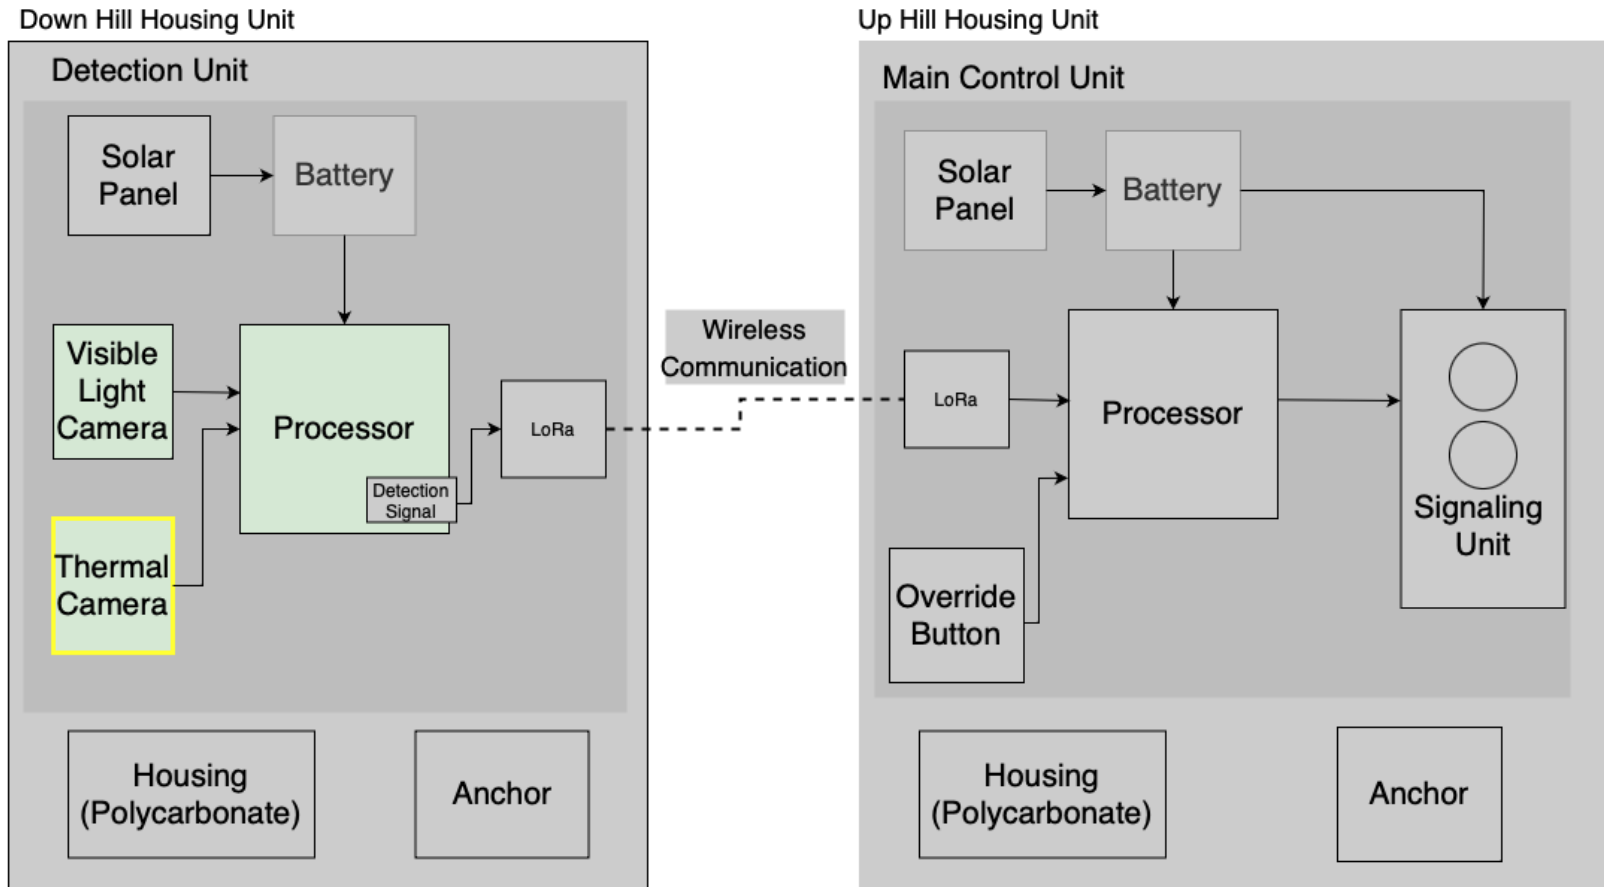 Down Hill Housing Unit
Detection Unit
Solar
Panel
Battery
Visible
Light
Camera
Processor
Detection
Signal
LoRa
Thermal
Camera
Housing
(Polycarbonate)
Anchor
Wireless
Communication
Up Hill Housing Unit
Main Control Unit
Solar
Panel
Battery
LoRa
Processor
Override
Button
Signaling
Unit
Housing
(Polycarbonate)
Anchor